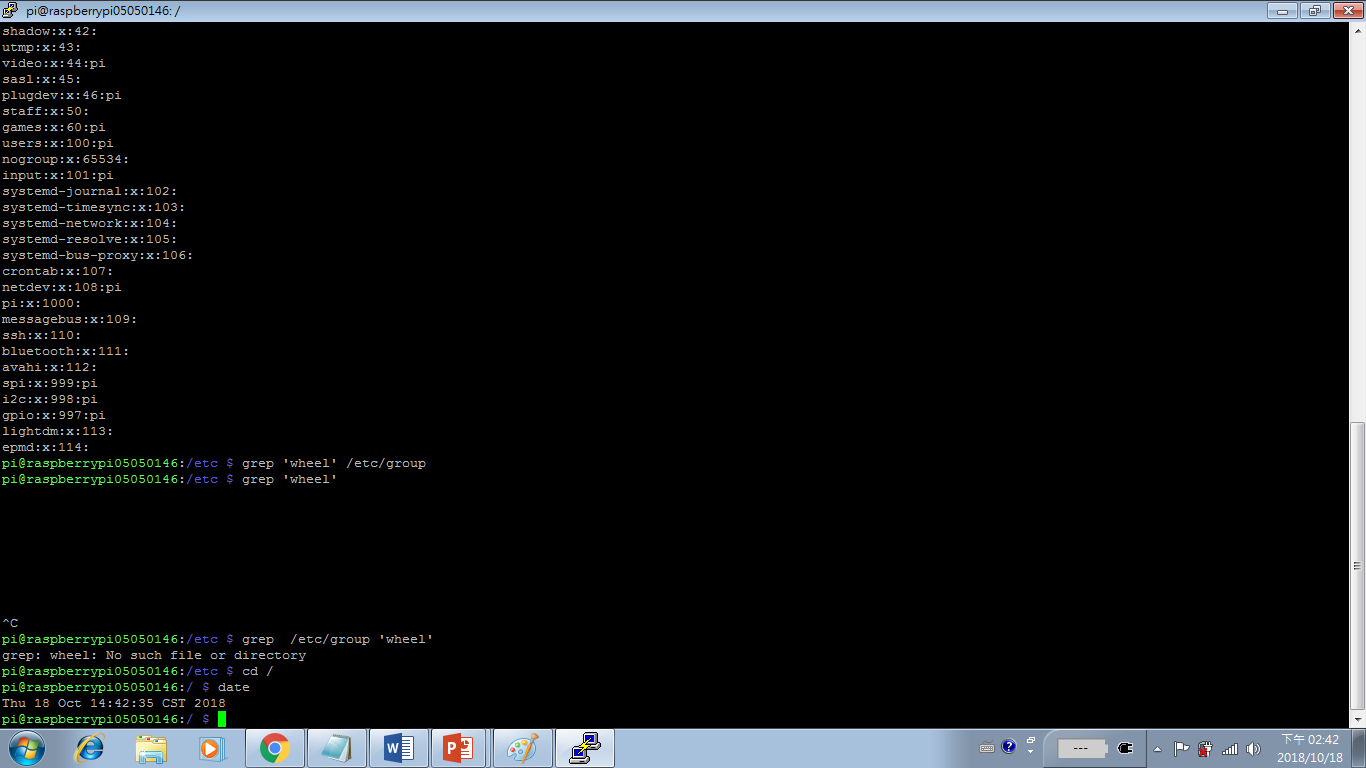 pi@raspberrypi05050146: /
shadow:x:42:
utmp:x:43:
video:x:44:pi
sasl:x:45:
plugdev:x:46:pi
staff:x:50:
games:x:60:pi
users:x:100:pi
nogroup:x:65534:
input:x:101:pi
systemd-journal:x:102:
systemd-timesync:x:103:
systemd-network:x:104:
systemd-resolve:x:105:
systemd-bus-proxy:x:106:
crontab:x:107:
netdev:x:108:pi
pi:x:1000:
messagebus:x:109:
ssh:x:110:
bluetooth:x:111:
avahi:x:112:
spi:x:999:pi
i2c:x:998:pi
gpio:x:997:pi
lightdm:x:113:
epmd:x:114:
pi@raspberrypi05050146:/etc $ grep 'wheel' /etc/group
pi@raspberrypi05050146:/etc $ grep 'wheel'
^C
pi@raspberrypi05050146:/etc $ grep  /etc/group 'wheel'
grep: wheel: No such file or directory
pi@raspberrypi05050146:/etc $ cd /
pi@raspberrypi05050146:/ $ date
Thu 18 Oct 14:42:35 CST 2018
pi@raspberrypi05050146:/ $
---
下午 02:42
2018/10/18